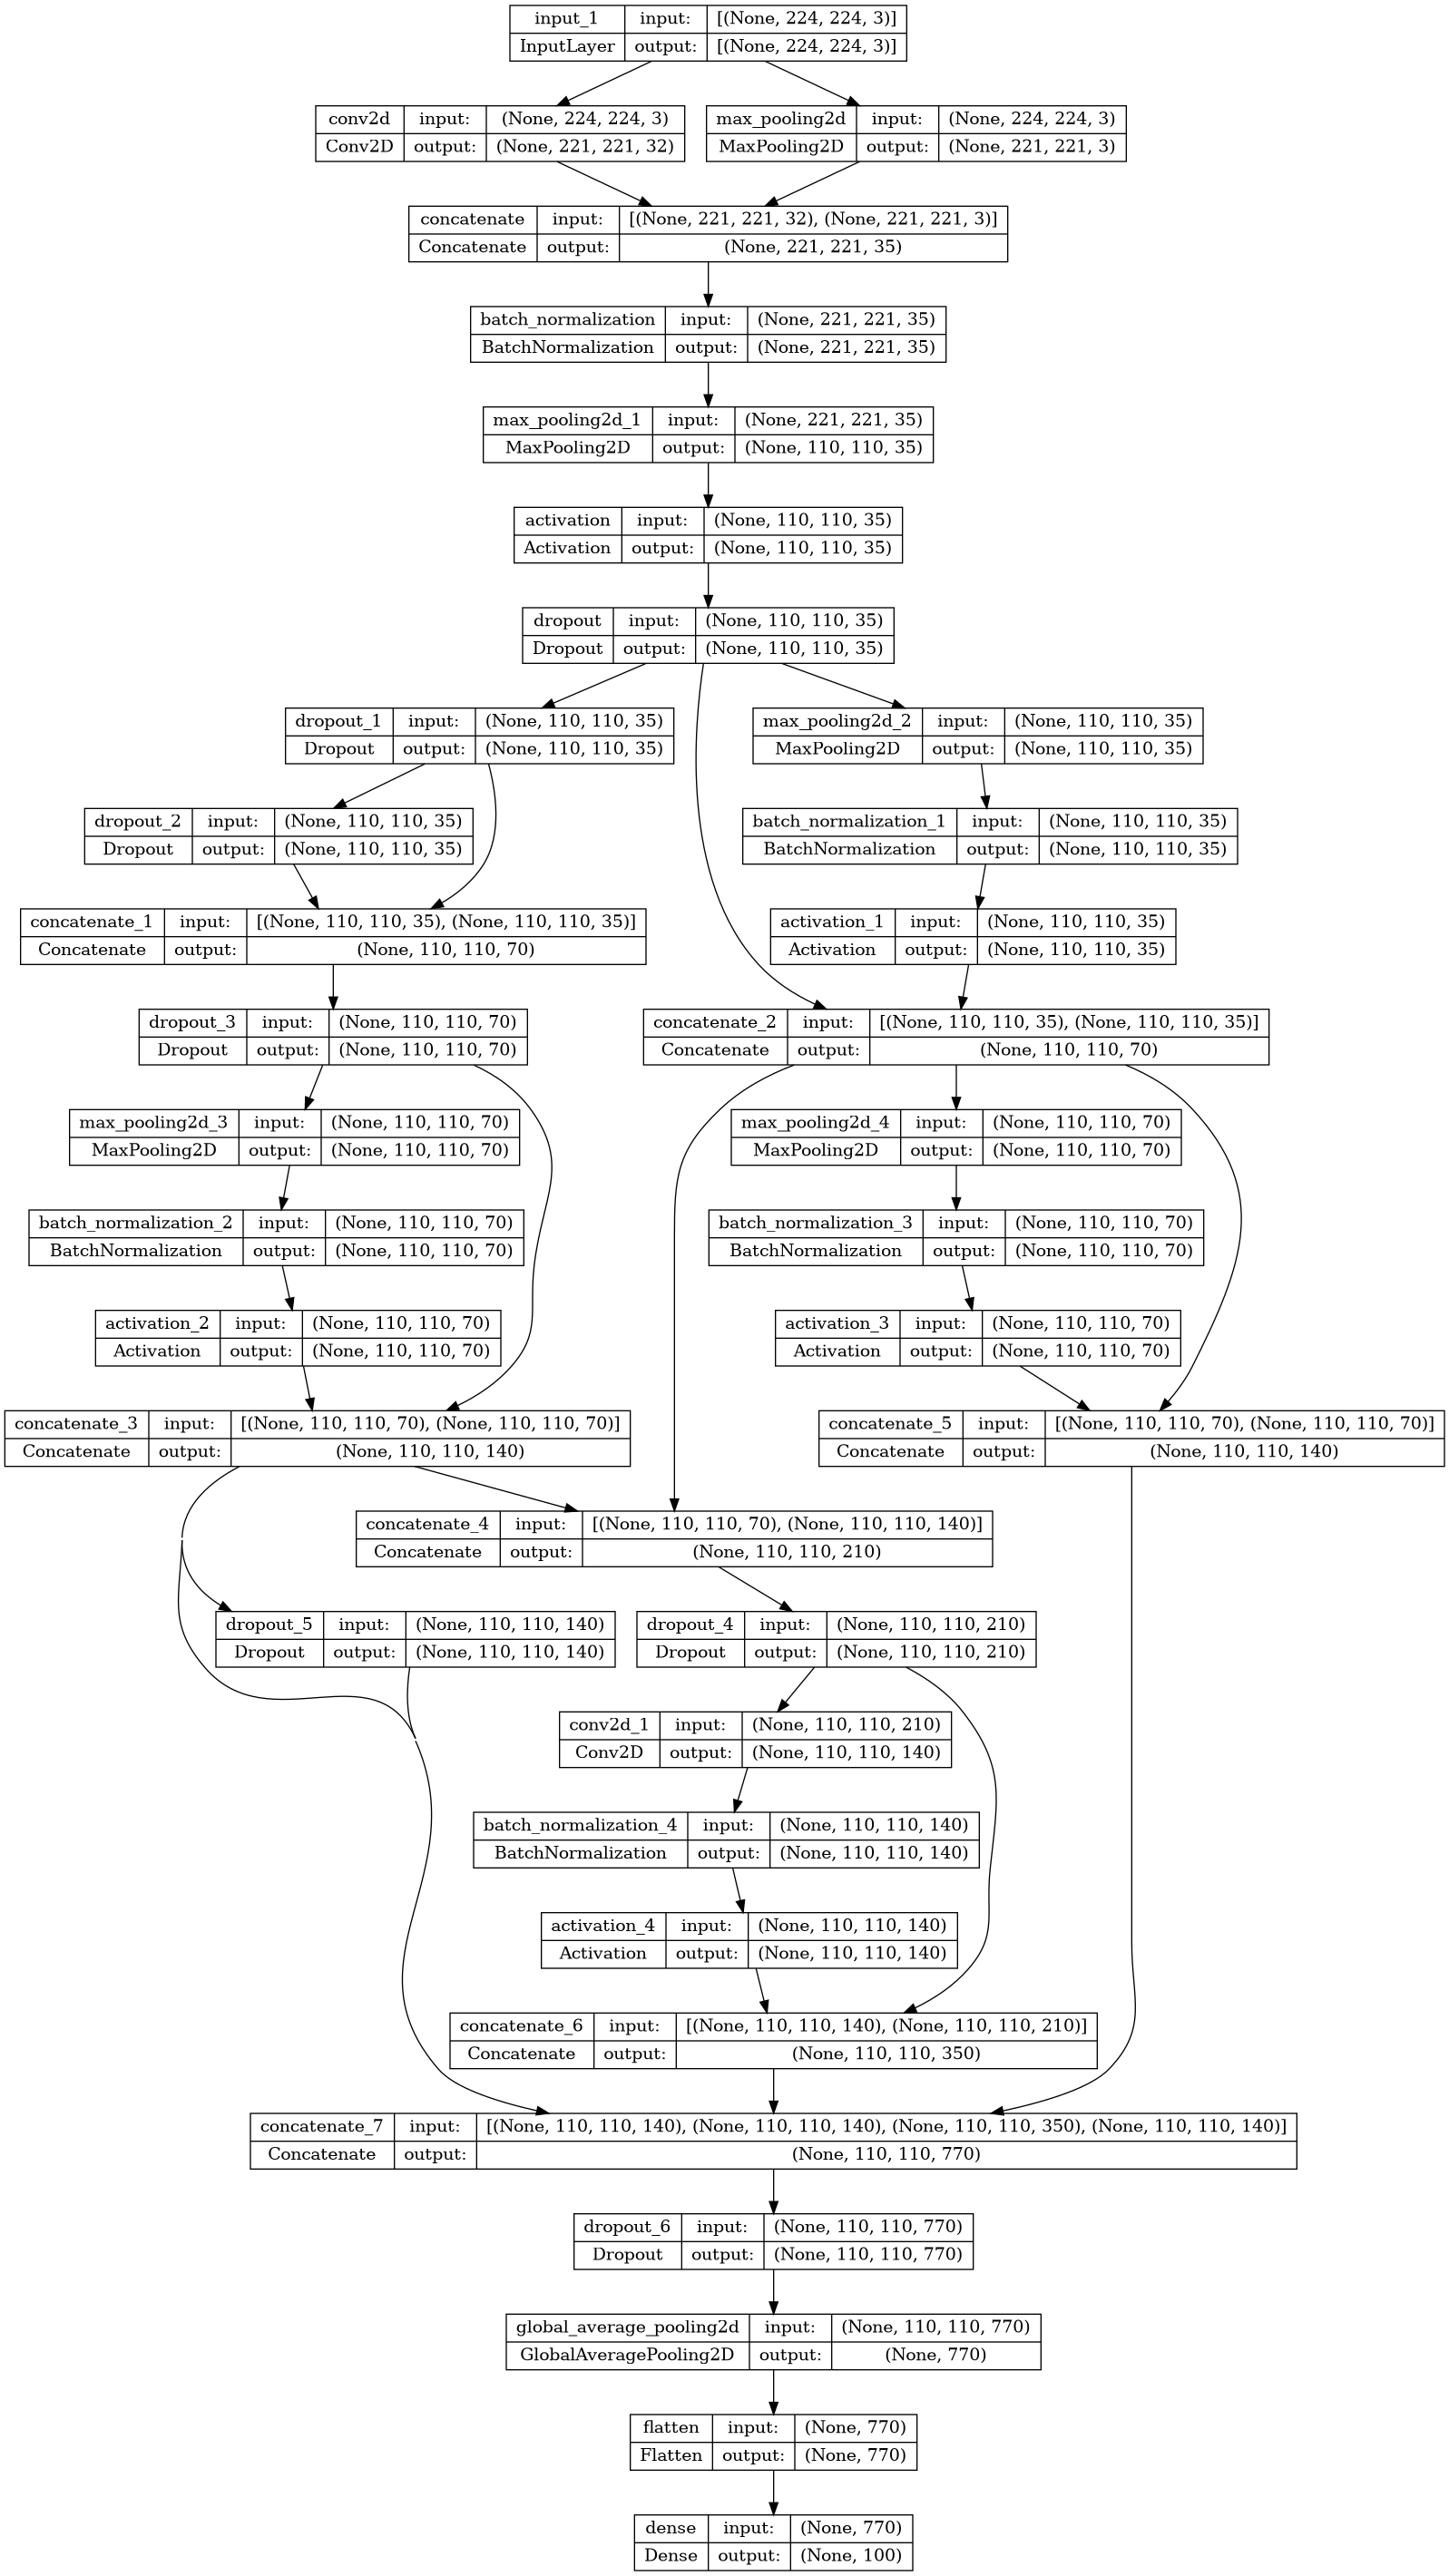 input_1 input: [(None, 224, 224, 3)]
InputLayer output: [(None, 224, 224, 3)]
conv2d input: (None, 224, 224, 3)
Conv2D output: (None, 221, 221, 32)
max_pooling2d input: (None, 224, 224, 3)
MaxPooling2D output: (None, 221, 221, 3)
concatenate input: [(None, 221, 221, 32), (None, 221, 221, 3)]
Concatenate output: (None, 221, 221, 35)
batch_normalization input: (None, 221, 221, 35)
BatchNormalization output: (None, 221, 221, 35)
max_pooling2d_1 input: (None, 221, 221, 35)
MaxPooling2D output: (None, 110, 110, 35)
activation input: (None, 110, 110, 35)
Activation output: (None, 110, 110, 35)
dropout input: (None, 110, 110, 35)
Dropout output: (None, 110, 110, 35)
dropout_1 input: (None, 110, 110, 35)
Dropout output: (None, 110, 110, 35)
max_pooling2d_2 input: (None, 110, 110, 35)
MaxPooling2D output: (None, 110, 110, 35)
dropout_2 input: (None, 110, 110, 35)
Dropout output: (None, 110, 110, 35)
batch_normalization_1 input: (None, 110, 110, 35)
BatchNormalization output: (None, 110, 110, 35)
concatenate_1 input: [(None, 110, 110, 35), (None, 110, 110, 35)]
Concatenate output: (None, 110, 110, 70)
activation_1 input: (None, 110, 110, 35)
Activation output: (None, 110, 110, 35)
dropout_3 input: (None, 110, 110, 70)
Dropout output: (None, 110, 110, 70)
concatenate_2 input: [(None, 110, 110, 35), (None, 110, 110, 35)]
Concatenate output: (None, 110, 110, 70)
max_pooling2d_3 input: (None, 110, 110, 70)
MaxPooling2D output: (None, 110, 110, 70)
max_pooling2d_4 input: (None, 110, 110, 70)
MaxPooling2D output: (None, 110, 110, 70)
batch_normalization_2 input: (None, 110, 110, 70)
BatchNormalization output: (None, 110, 110, 70)
batch_normalization_3 input: (None, 110, 110, 70)
BatchNormalization output: (None, 110, 110, 70)
activation_2 input: (None, 110, 110, 70)
Activation output: (None, 110, 110, 70)
activation_3 input: (None, 110, 110, 70)
Activation output: (None, 110, 110, 70)
concatenate_3 input: [(None, 110, 110, 70), (None, 110, 110, 70)]
Concatenate output: (None, 110, 110, 140)
concatenate_5 input: [(None, 110, 110, 70), (None, 110, 110, 70)]
Concatenate output: (None, 110, 110, 140)
concatenate_4 input: [(None, 110, 110, 70), (None, 110, 110, 140)]
Concatenate output: (None, 110, 110, 210)
dropout_5 input: (None, 110, 110, 140)
Dropout output: (None, 110, 110, 140)
dropout_4 input: (None, 110, 110, 210)
Dropout output: (None, 110, 110, 210)
conv2d_1 input: (None, 110, 110, 210)
Conv2D output: (None, 110, 110, 140)
batch_normalization_4 input: (None, 110, 110, 140)
BatchNormalization output: (None, 110, 110, 140)
activation_4 input: (None, 110, 110, 140)
Activation output: (None, 110, 110, 140)
concatenate_6 input: [(None, 110, 110, 140), (None, 110, 110, 210)]
Concatenate output: (None, 110, 110, 350)
concatenate_7 input: [(None, 110, 110, 140), (None, 110, 110, 140), (None, 110, 110, 350), (None, 110, 110, 140)]
Concatenate output: (None, 110, 110, 770)
dropout_6 input: (None, 110, 110, 770)
Dropout output: (None, 110, 110, 770)
global_average_pooling2d input: (None, 110, 110, 770)
GlobalAveragePooling2D output: (None, 770)
flatten input: (None, 770)
Flatten output: (None, 770)
dense input: (None, 770)
Dense output: (None, 100)